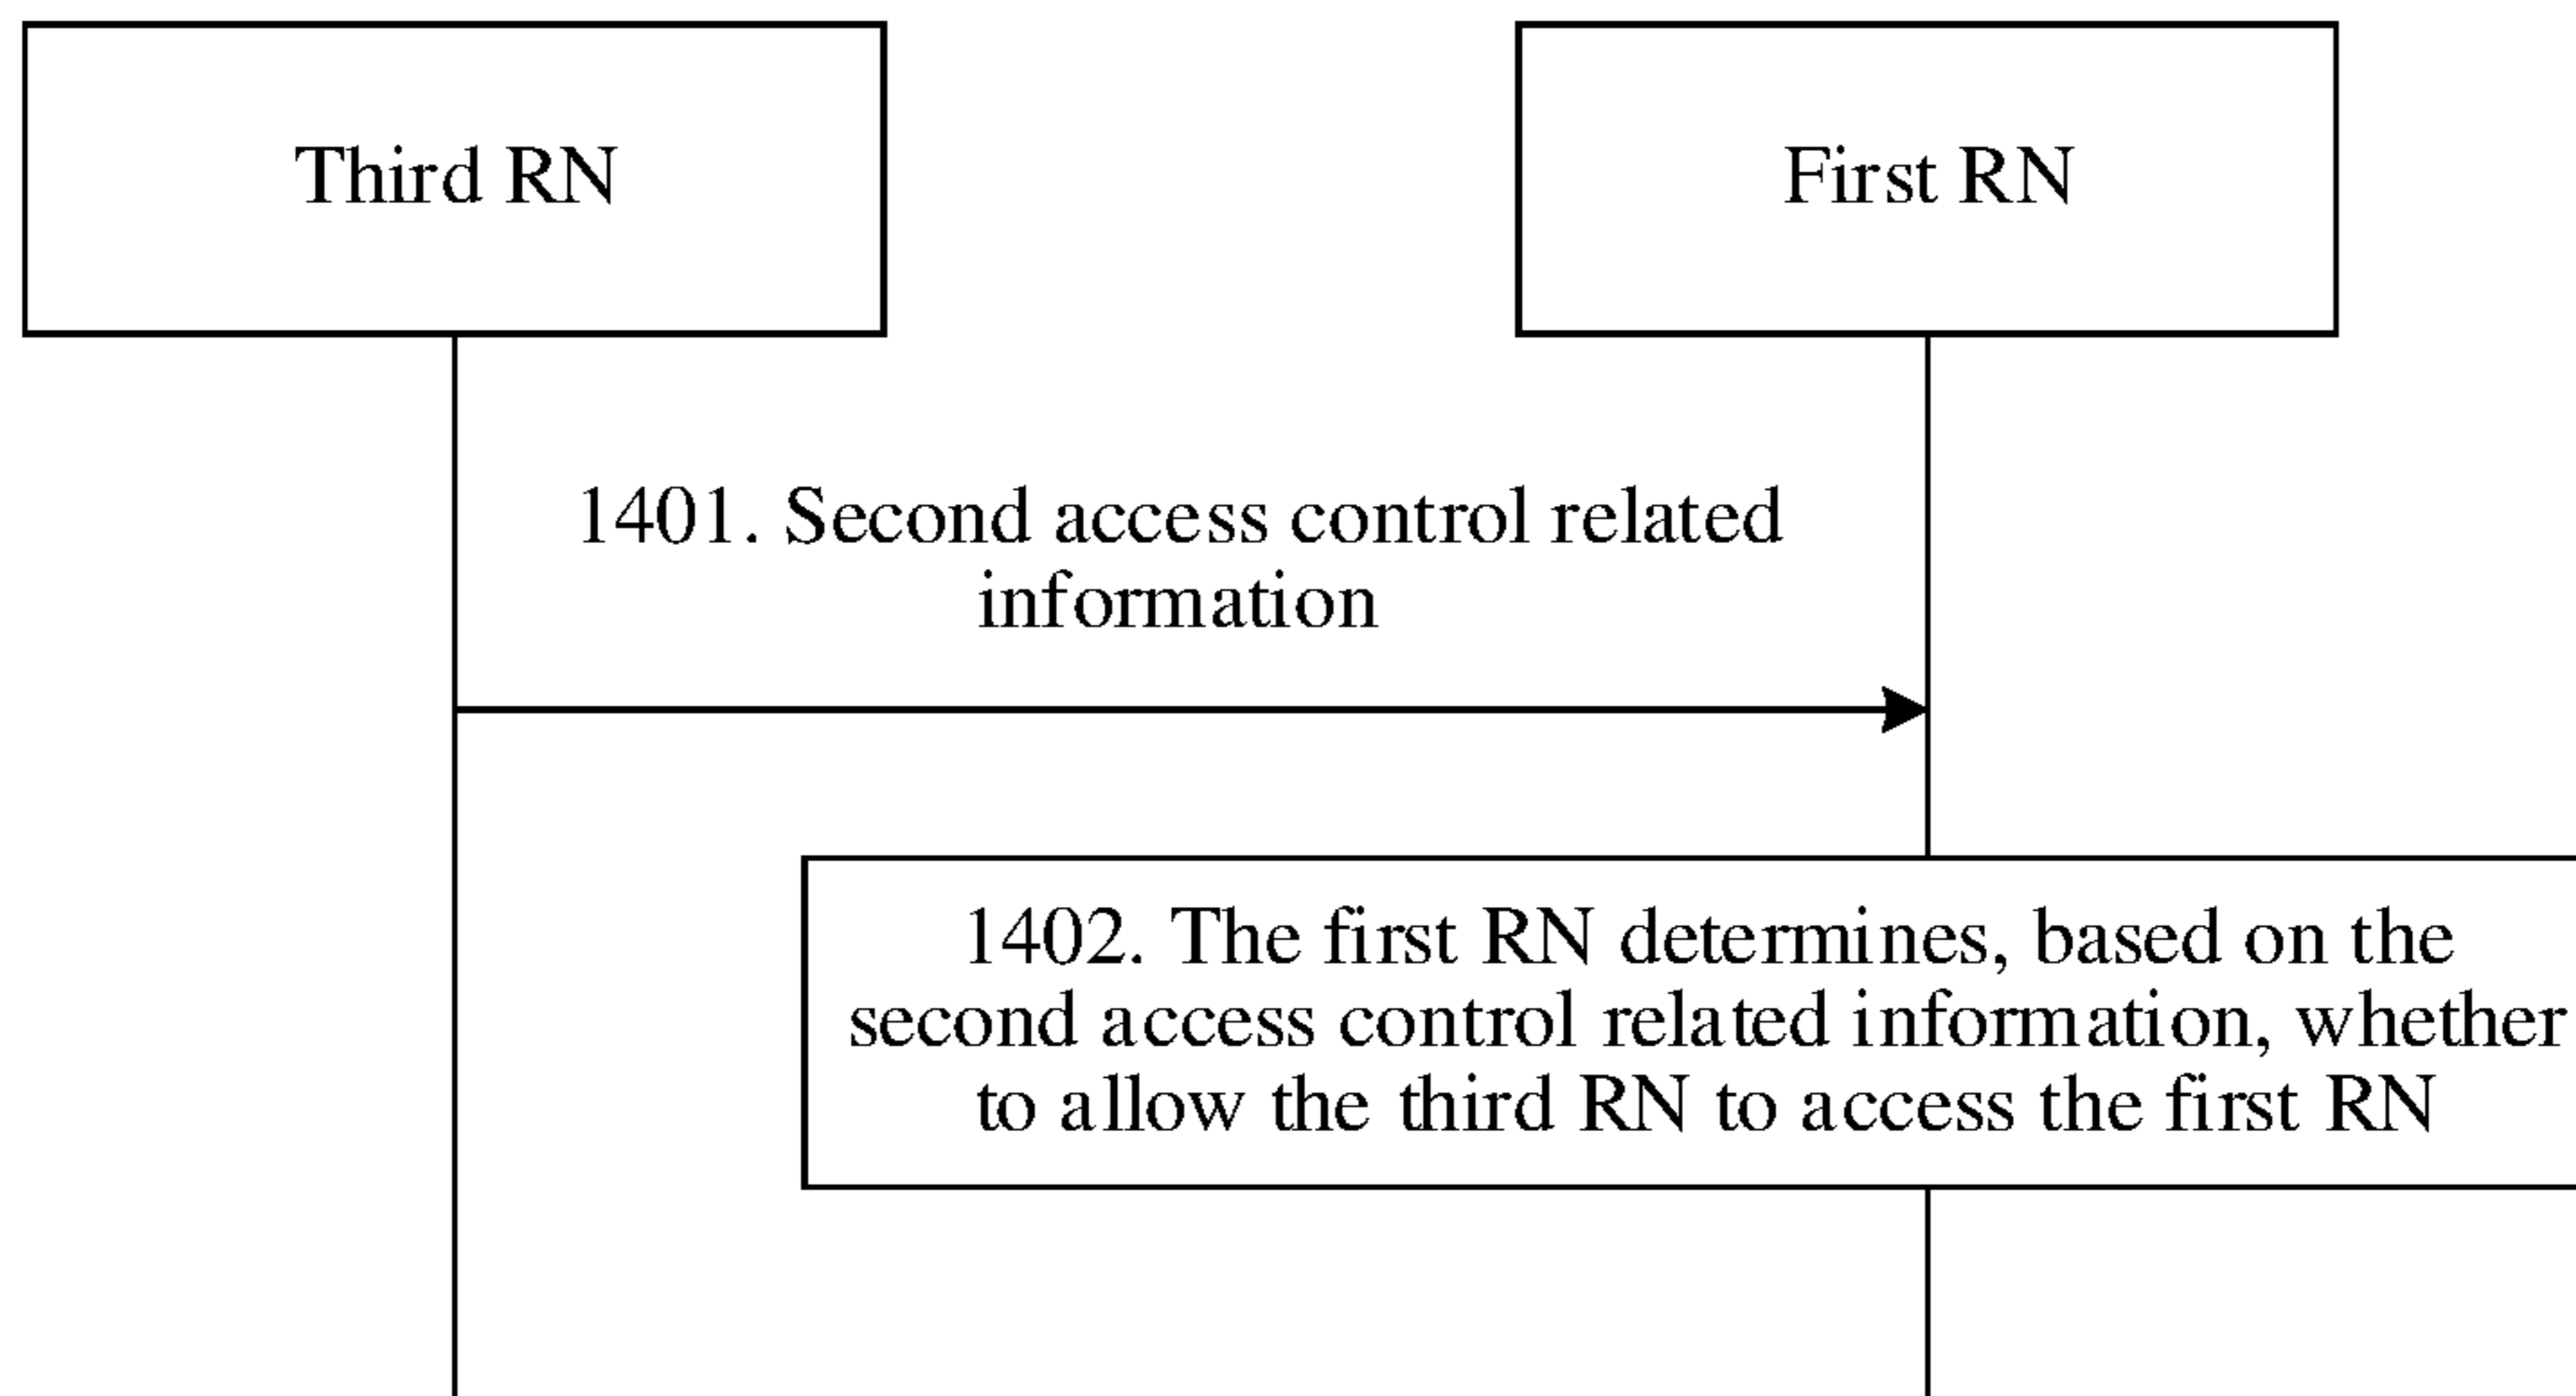 Third RN
First RN
1401. Second access control related
information
1402. The first RN determines, based on the
second access control related information, whether
to allow the third RN to access the first RN